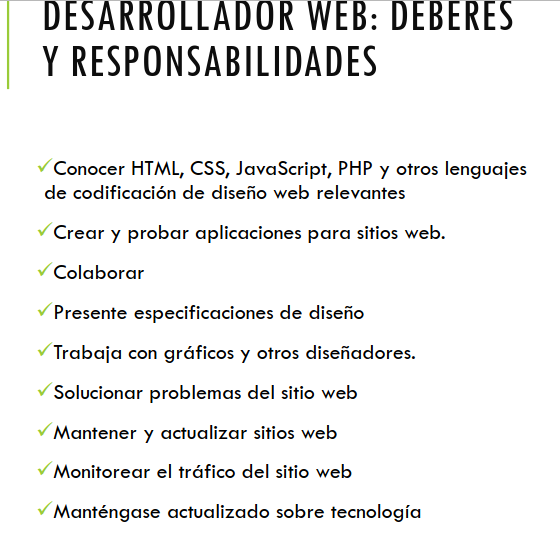 DESARROLLADOR WEB: DEBERES
Y RESPONSABILIDADES
✓Conocer HTML, CSS, JavaScript, PHP y otros lenguajes
de codificación de diseño web relevantes
✓Crear y probar aplicaciones para sitios web.
✓Colaborar
✓Presente especificaciones de diseño
✓Trabaja con gráficos y otros diseñadores.
✓Solucionar problemas del sitio web
✓Mantener y actualizar sitios web
✓Monitorear el tráfico del sitio web
✓Manténgase actualizado sobre tecnología